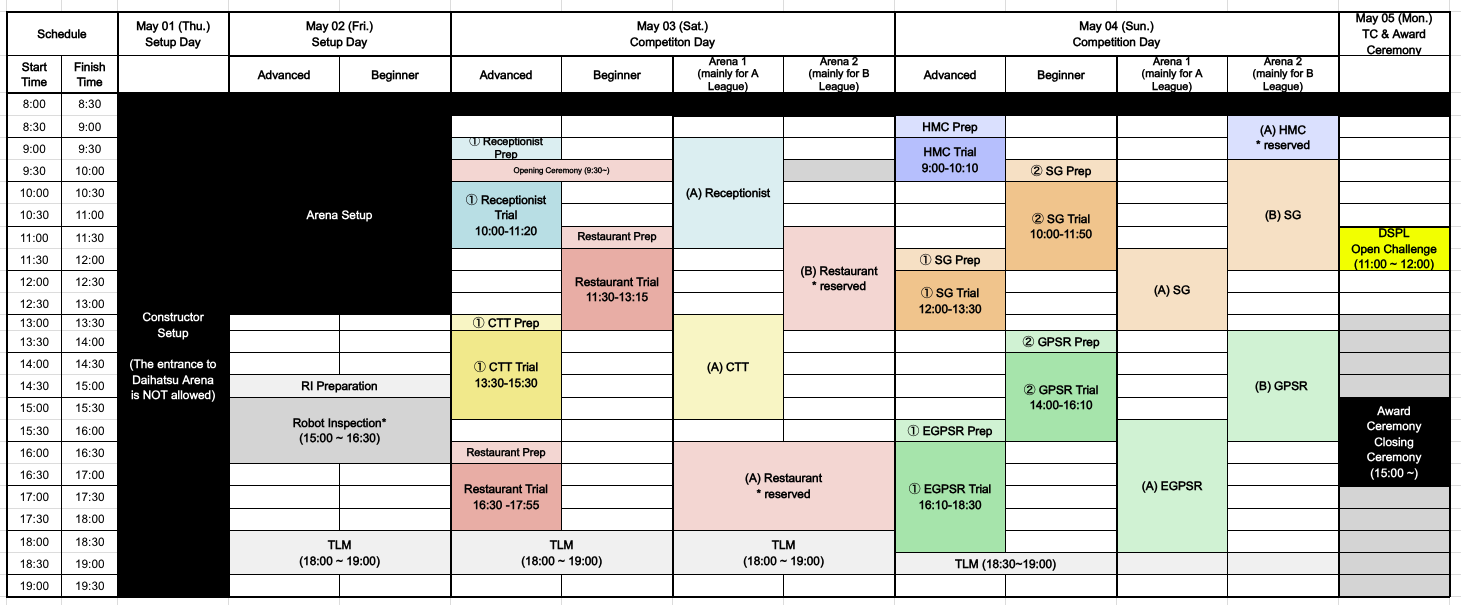 Schedule
May 01 (Thu.)
Setup Day
May 02 (Fri.)
Setup Day
May 03 (Sat.)
Competiton Day
May 04 (Sun.)
Competition Day
May 05 (Mon.)
TC & Award
Ceremony
Start
Time
Finish
Time
Advanced
Beginner
Advanced
Beginner
Arena 1
(mainly for A
League)
Arena 2
(mainly for B
League)
Advanced
Beginner
Arena 1
(mainly for A
League)
Arena 2
(mainly for B
League)
8:00 8:30
8:30 9:00
9:00 9:30
9:30 10:00
10:00 10:30
10:30 11:00
11:00 11:30
11:30 12:00
12:00 12:30
12:30 13:00
13:00 13:30
13:30 14:00
14:00 14:30
14:30 15:00
15:00 15:30
15:30 16:00
16:00 16:30
16:30 17:00
17:00 17:30
17:30 18:00
18:00 18:30
18:30 19:00
19:00 19:30
Constructor
Setup
(The entrance to
Daihatsu Arena
is NOT allowed)
Arena Setup
RI Preparation
Robot Inspection*
(15:00 ~ 16:30)
TLM
(18:00 ~ 19:00)
① Receptionist
Prep
Opening Ceremony (9:30~)
① Receptionist
Trial
10:00-11:20
① CTT Prep
① CTT Trial
13:30-15:30
Restaurant Prep
Restaurant Trial
16:30 -17:55
Restaurant Prep
Restaurant Trial
11:30-13:15
TLM
(18:00 ~ 19:00)
(A) Receptionist
(A) CTT
(B) Restaurant
* reserved
(A) Restaurant
* reserved
TLM
(18:00 ~ 19:00)
HMC Prep
HMC Trial
9:00-10:10
① SG Prep
① SG Trial
12:00-13:30
① EGPSR Prep
① EGPSR Trial
16:10-18:30
② SG Prep
② SG Trial
10:00-11:50
② GPSR Prep
② GPSR Trial
14:00-16:10
TLM (18:30~19:00)
(A) SG
(A) EGPSR
(A) HMC
* reserved
(B) SG
(B) GPSR
DSPL
Open Challenge
(11:00 ~ 12:00)
Award
Ceremony
Closing
Ceremony
(15:00 ~)